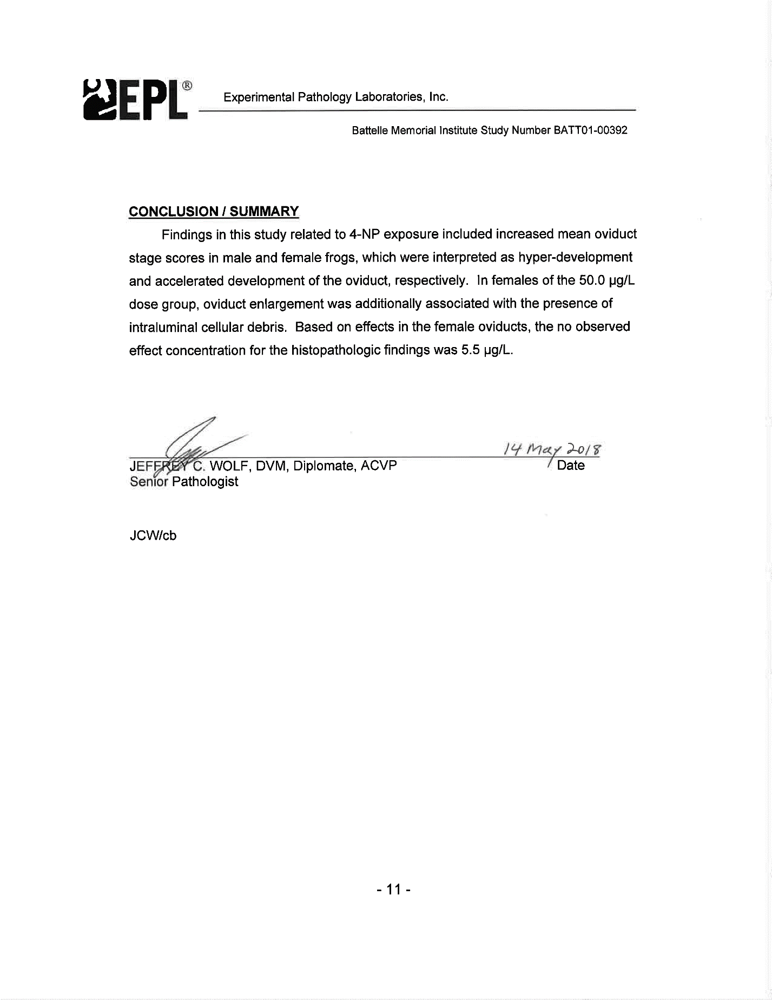 EPL®
Experimental Pathology Laboratories, Inc.
Battelle Memorial Institute Study Number BATT01-00392
CONCLUSION / SUMMARY
Findings in this study related to 4-NP exposure included increased mean oviduct
stage scores in male and female frogs, which were interpreted as hyper-development
and accelerated development of the oviduct, respectively. In females of the 50.0 µg/L
dose group, oviduct enlargement was additionally associated with the presence of
intraluminal cellular debris. Based on effects in the female oviducts, the no observed
effect concentration for the histopathologic findings was 5.5 µg/L.
14 May 2018
JEFFREY C. WOLF, DVM, Diplomate, ACVP
Date
Senior Pathologist
JCW/cb
- 11 -